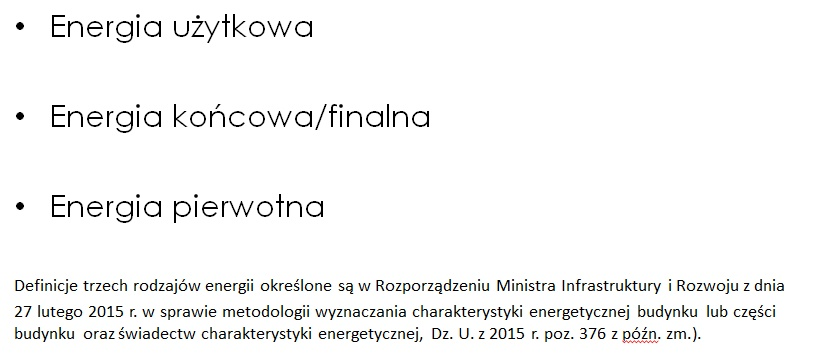 • Energia użytkowa
• Energia końcowa/finalna
• Energia pierwotna
Definicje trzech rodzajów energii określone są w Rozporządzeniu Ministra Infrastruktury i Rozwoju z dnia
27 lutego 2015 r. w sprawie metodologii wyznaczania charakterystyki energetycznej budynku lub części
budynku oraz świadectw charakterystyki energetycznej, Dz. U. z 2015 r. poz. 376 z późn. zm.).